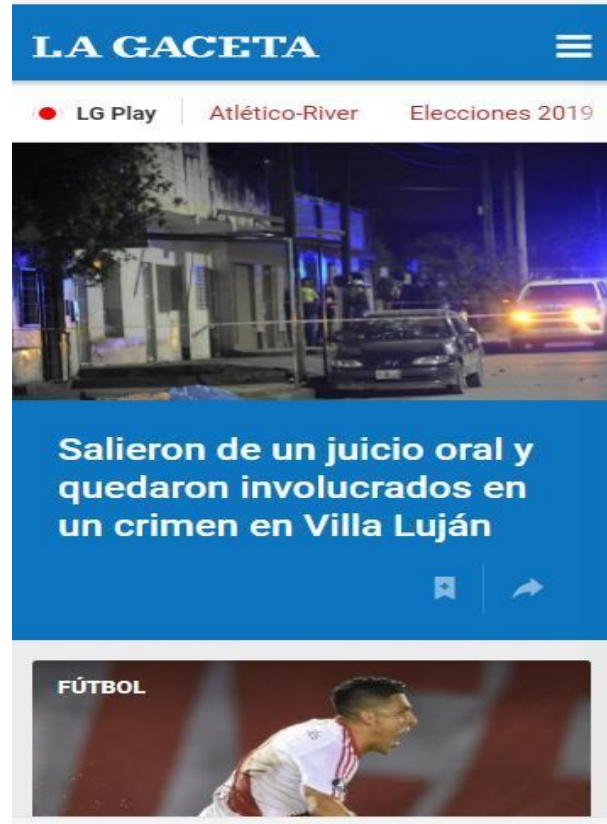 LA GACETA
LG Play Atlético-River Elecciones 2019
Salieron de un juicio oral y
quedaron involucrados en
un crimen en Villa Luján
FÚTBOL